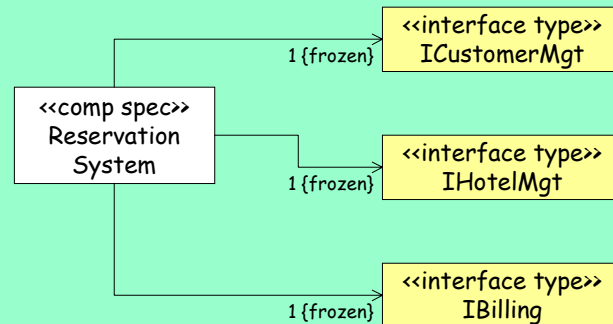 <<interface type>>
ICustomerMgt
1 {frozen}
<<comp spec>>
Reservation
System
<<interface type>>
IHotelMgt
1 {frozen}
<<interface type>>
IBilling
1 {frozen}